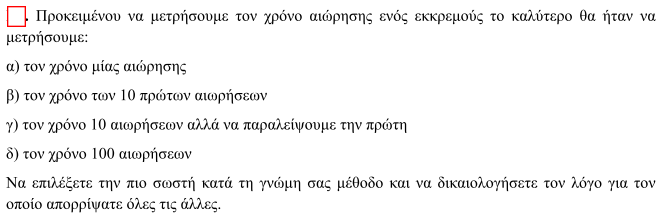 . Προκειμένου να μετρήσουμε τον χρόνο αιώρησης ενός εκκρεμούς το καλύτερο θα ήταν να
μετρήσουμε:
α) τον χρόνο μίας αιώρησης
β) τον χρόνο των 10 πρώτων αιωρήσεων
γ) τον χρόνο 10 αιωρήσεων αλλά να παραλείψουμε την πρώτη
δ) τον χρόνο 100 αιωρήσεων
Να επιλέξετε την πιο σωστή κατά τη γνώμη σας μέθοδο και να δικαιολογήσετε τον λόγο για τον
οποίο απορρίψατε όλες τις άλλες.